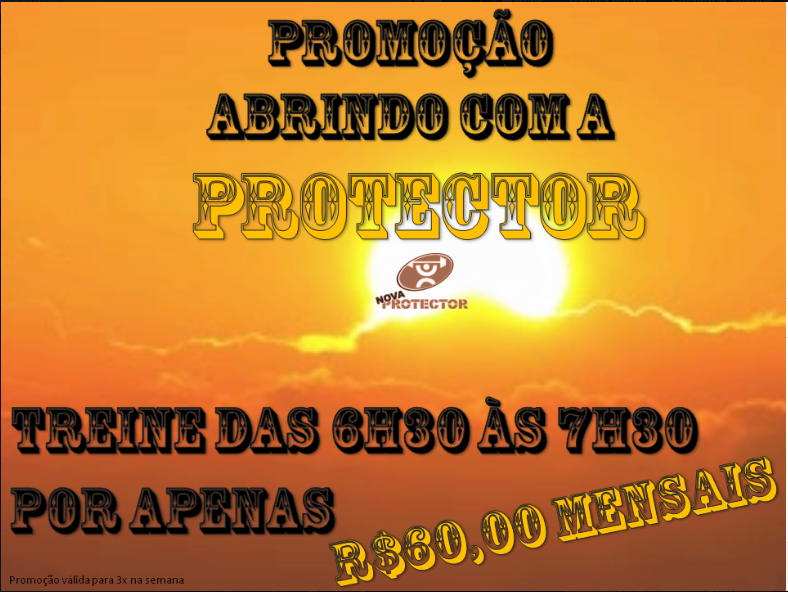 PROMOÇÃO
ABRINDO COM A
PROTECTOR
NOVA
PROTECTOR
TREINE DAS 6H30 ÀS 7H30
POR APENAS
R$60,00 MENSAIS
Promoção valida para 3x na semana